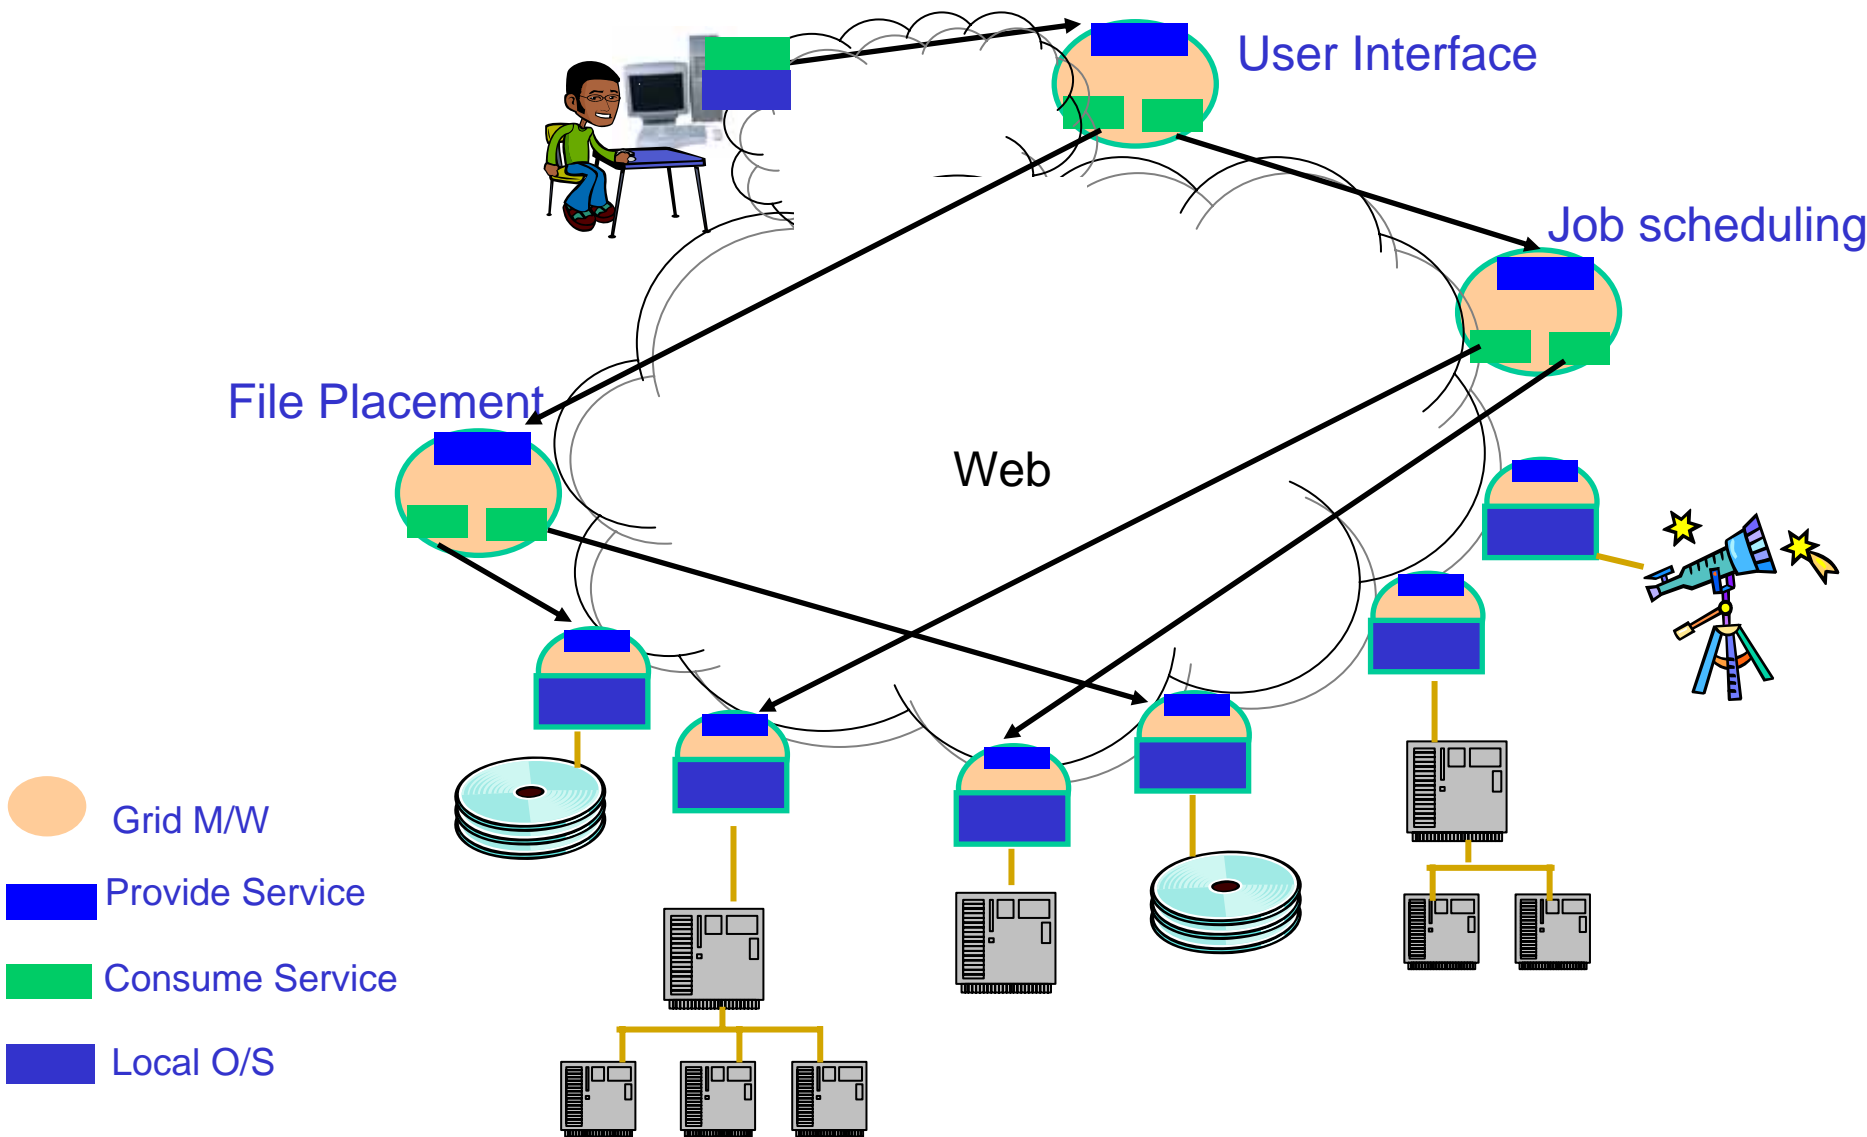 User Interface
Job scheduling
File Placement
Web
Grid M/W
Provide Service
Consume Service
Local O/S